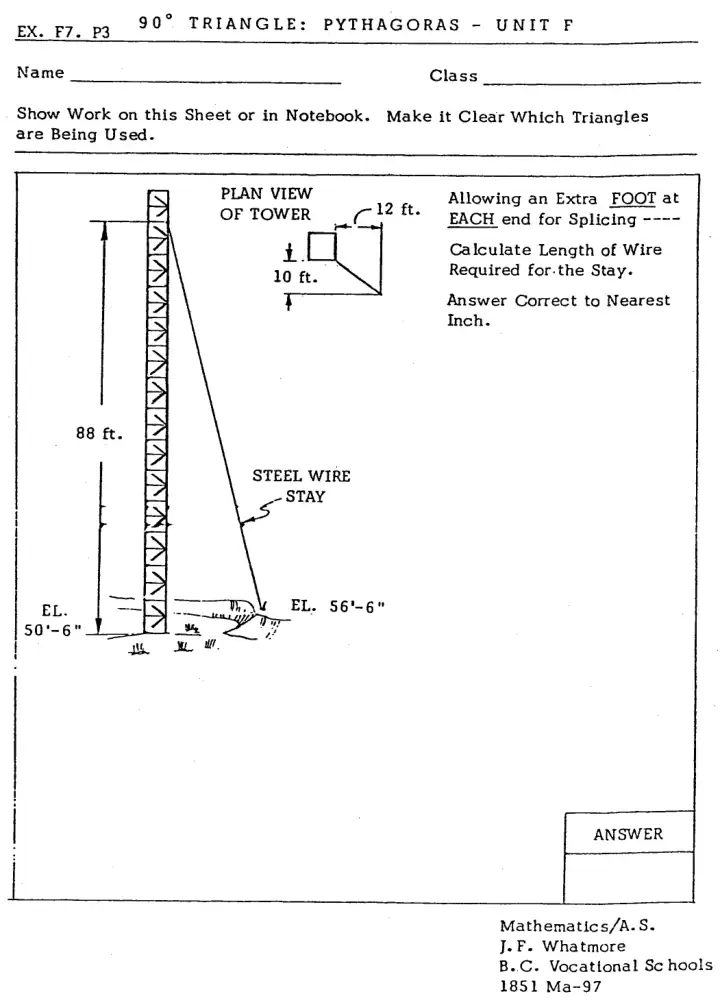 EX. F7. P3 90° TRIANGLE: PYTHAGORAS - UNIT F
Name Class
Show Work on this Sheet or in Notebook. Make it Clear Which Triangles
are Being Used.
PLAN VIEW
OF TOWER
12 ft.
10 ft.
Allowing an Extra FOOT at
EACH end for Splicing ----
Calculate Length of Wire
Required for the Stay.
Answer Correct to Nearest
Inch.
88 ft.
STEEL WIRE
STAY
EL. 56'-6"
EL.
50'-6"
ANSWER
Mathematics/A.S.
J.F. Whatmore
B.C. Vocational Schools
1851 Ma-97